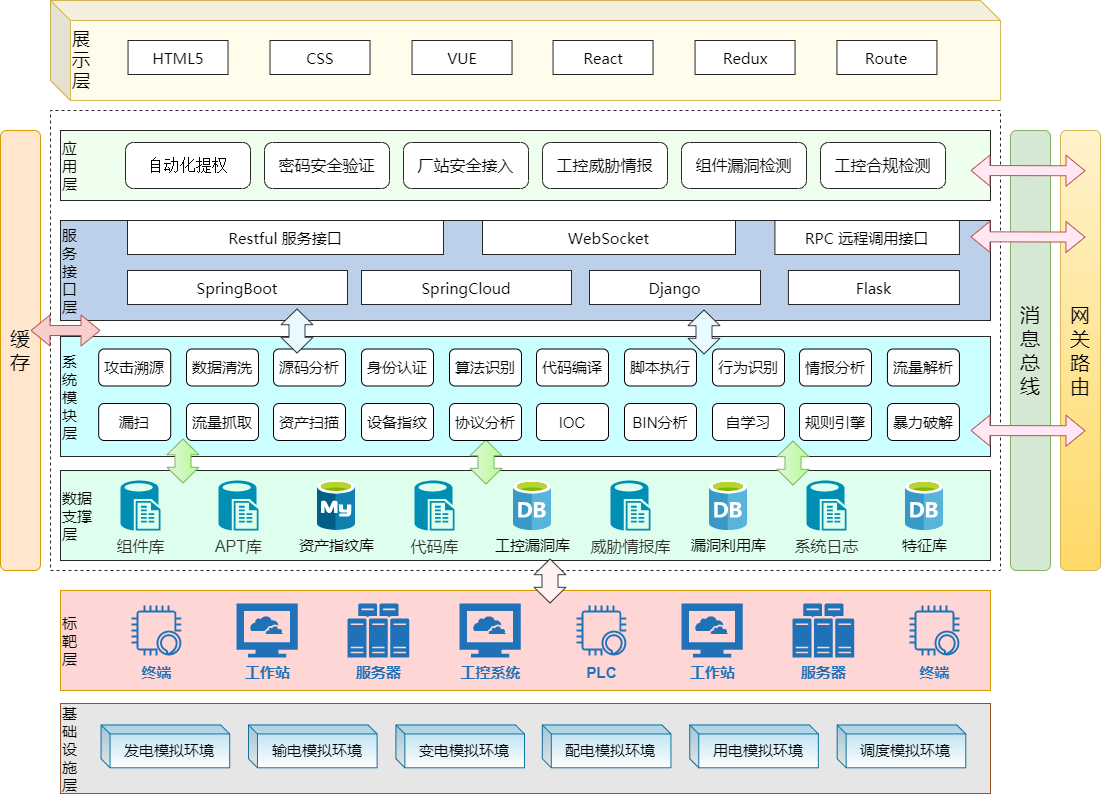 展示层
HTML5
CSS
VUE
React
Redux
Route
应用层
自动化提权
密码安全验证
厂站安全接入
工控威胁情报
组件漏洞检测
工控合规检测
服务接口层
Restful 服务接口
WebSocket
RPC 远程调用接口
SpringBoot
SpringCloud
Django
Flask
缓存
消息总线
网关路由
系统模块层
攻击溯源
数据清洗
源码分析
身份认证
算法识别
代码编译
脚本执行
行为识别
情报分析
流量解析
漏扫
流量抓取
资产扫描
设备指纹
协议分析
IOC
BIN分析
自学习
规则引擎
暴力破解
数据
支撑
层
My
DB
DB
DB
组件库
APT库
资产指纹库
代码库
工控漏洞库
威胁情报库
漏洞利用库
系统日志
特征库
标靶层
终端
工作站
服务器
工控系统
PLC
工作站
服务器
终端
基础设施层
发电模拟环境
输电模拟环境
变电模拟环境
配电模拟环境
用电模拟环境
调度模拟环境